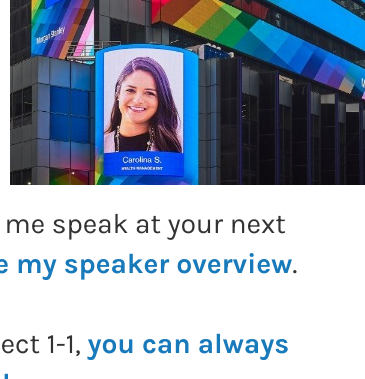 Morgan Stanley
Carolina S.
WEALTH MANAGEMENT
me speak at your next
e my speaker overview.
ect 1-1, you can always